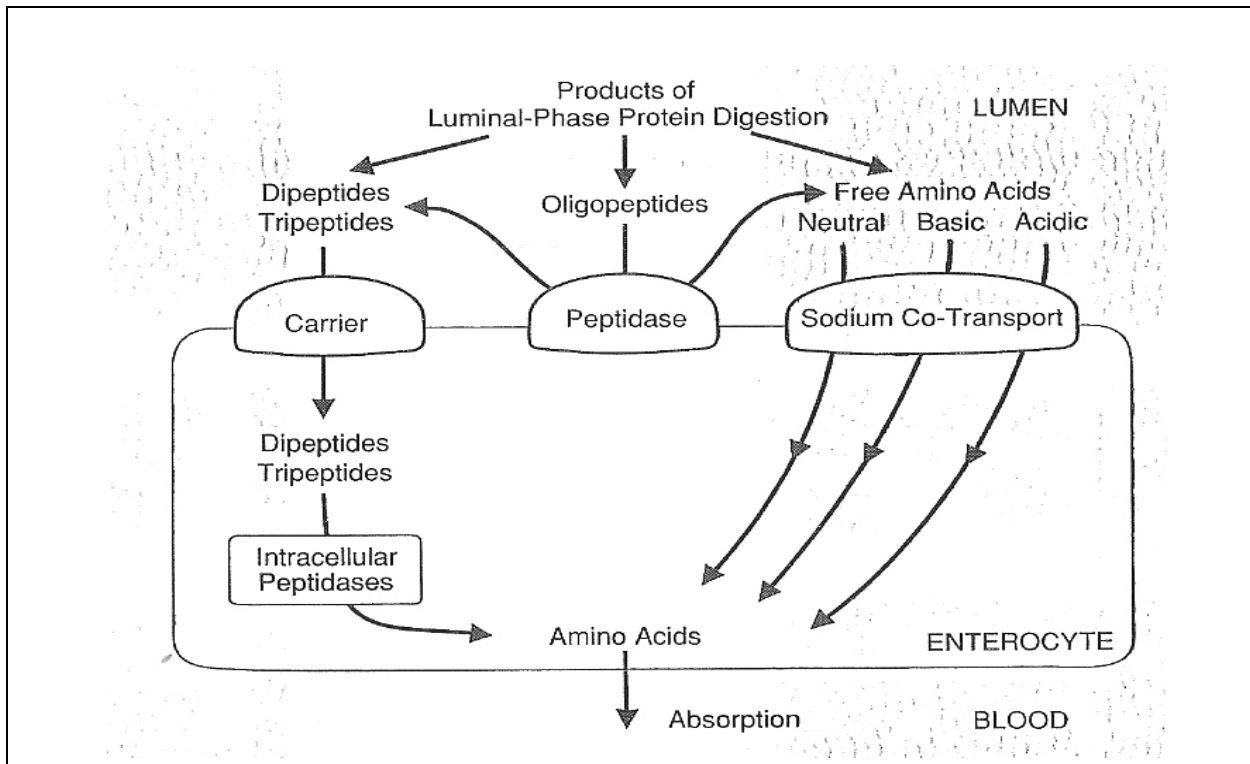 Products of
Luminal-Phase Protein Digestion
LUMEN
Dipeptides
Tripeptides
Oligopeptides
Free Amino Acids
Neutral Basic Acidic
Carrier
Peptidase
Sodium Co-Transport
Dipeptides
Tripeptides
Intracellular
Peptidases
Amino Acids
ENTEROCYTE
Absorption
BLOOD